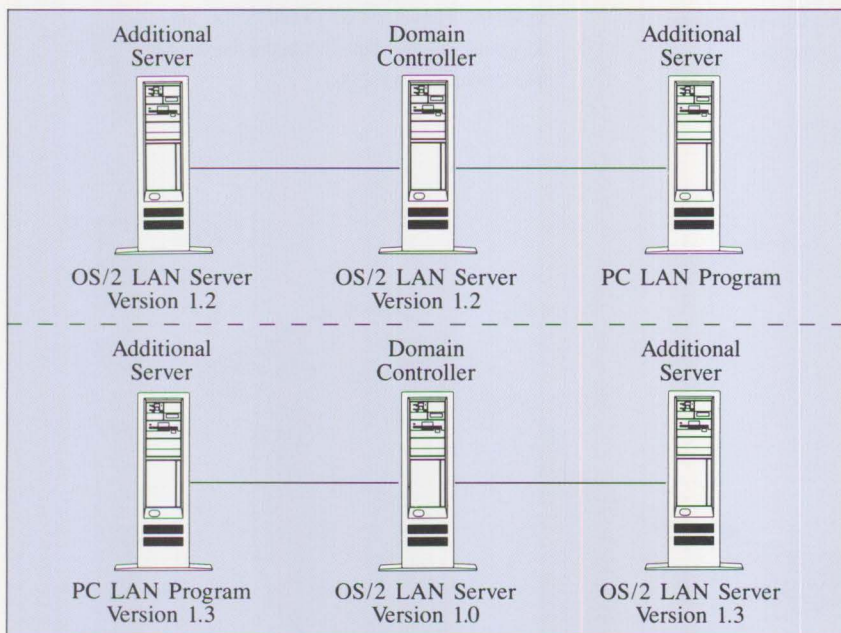 Additional
Server
Domain
Controller
Additional
Server
OS/2 LAN Server
Version 1.2
OS/2 LAN Server
Version 1.2
PC LAN Program
Additional
Server
Domain
Controller
Additional
Server
PC LAN Program
Version 1.3
OS/2 LAN Server
Version 1.0
OS/2 LAN Server
Version 1.3